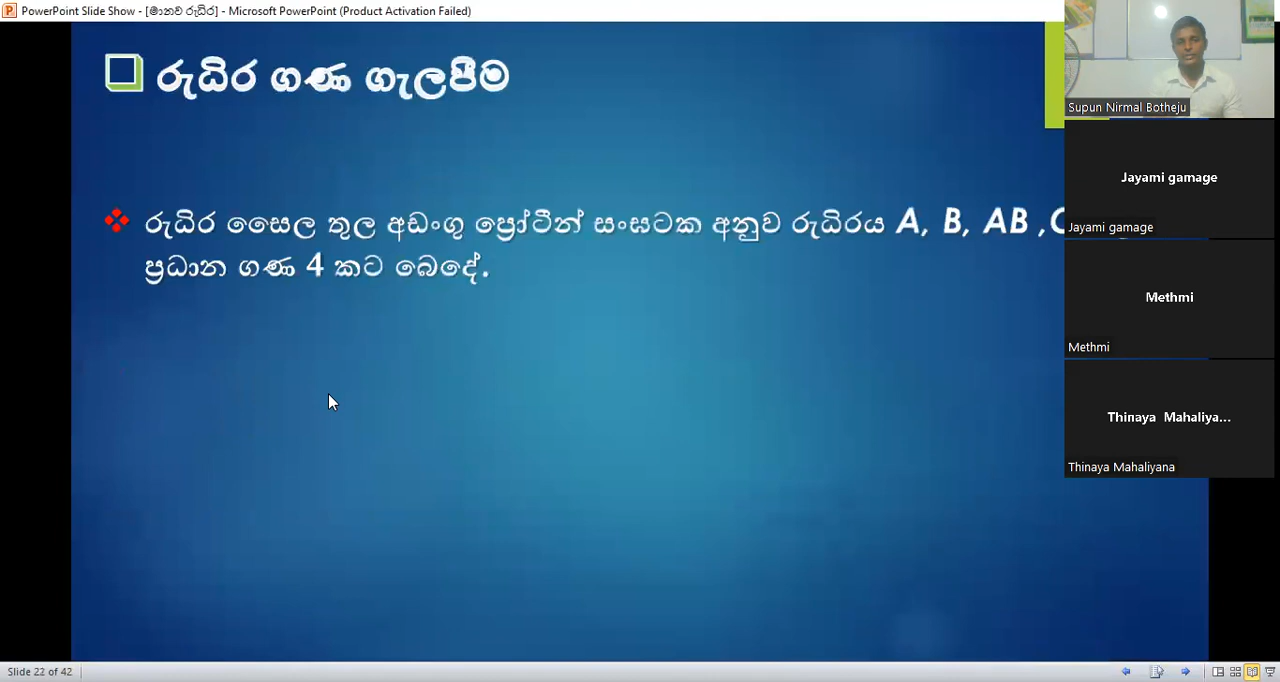 PowerPoint Slide Show - [මානව රුධිර] - Microsoft PowerPoint (Product Activation Failed)
රුධිර ගණ ගැලපීම
රුධිර සෛල තුල අඩංගු ප්‍රෝටීන් සංඝටක අනුව රුධිරය A, B, AB ,
ප්‍රධාන ගණ 4 කට බෙදේ.
Supun Nirmal Botheju
Jayami gamage
Jayami gamage
Methmi
Methmi
Thinaya Mahaliya...
Thinaya Mahaliyana
Slide 22 of 42